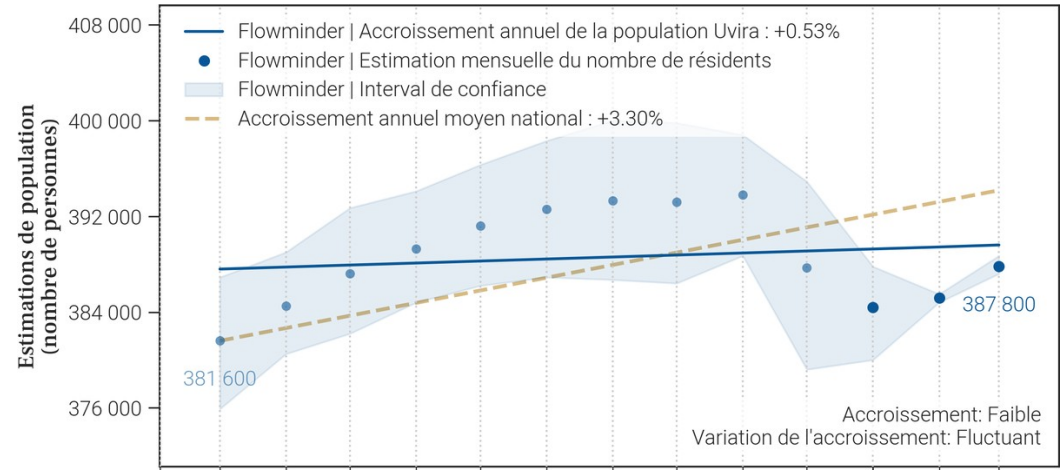 408 000
400 000
392 000
384 000
376 000
Estimations de population
(nombre de personnes)
Flowminder | Accroissement annuel de la population Uvira : +0.53%
Flowminder | Estimation mensuelle du nombre de résidents
Flowminder | Interval de confiance
Accroissement annuel moyen national : +3.30%
381 600
387 800
Accroissement: Faible
Variation de l'accroissement: Fluctuant